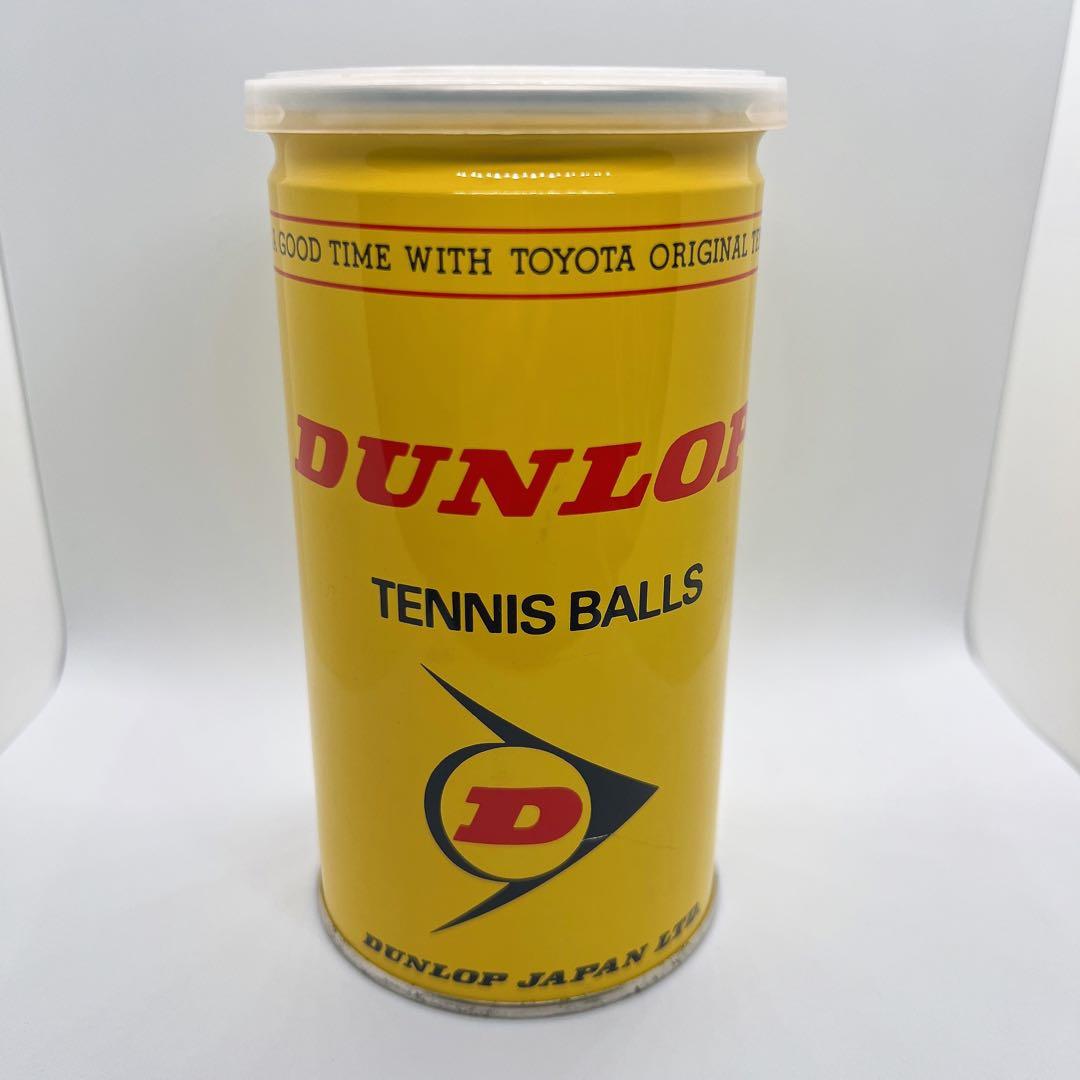 A GOOD TIME WITH TOYOTA ORIGINAL
DUNLOP
TENNIS BALLS
D
DUNLOP JAPAN LTD.